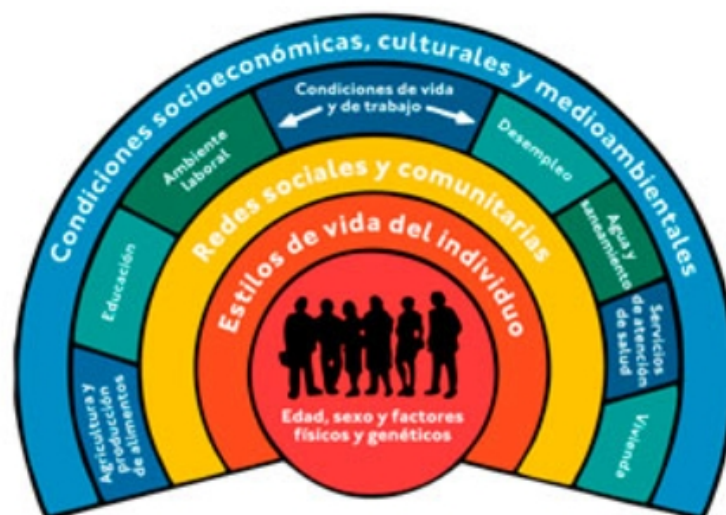 Condiciones socioeconómicas, culturales y medioambientales
Condiciones de vida
y de trabajo
Agricultura y
producción
de alimentos
Educación
Ambiente
laboral
Desempleo
Agua y
saneamiento
Servicios
de atención
de salud
Vivienda
Redes sociales y comunitarias
Estilos de vida del individuo
Edad, sexo y factores
físicos y genéticos